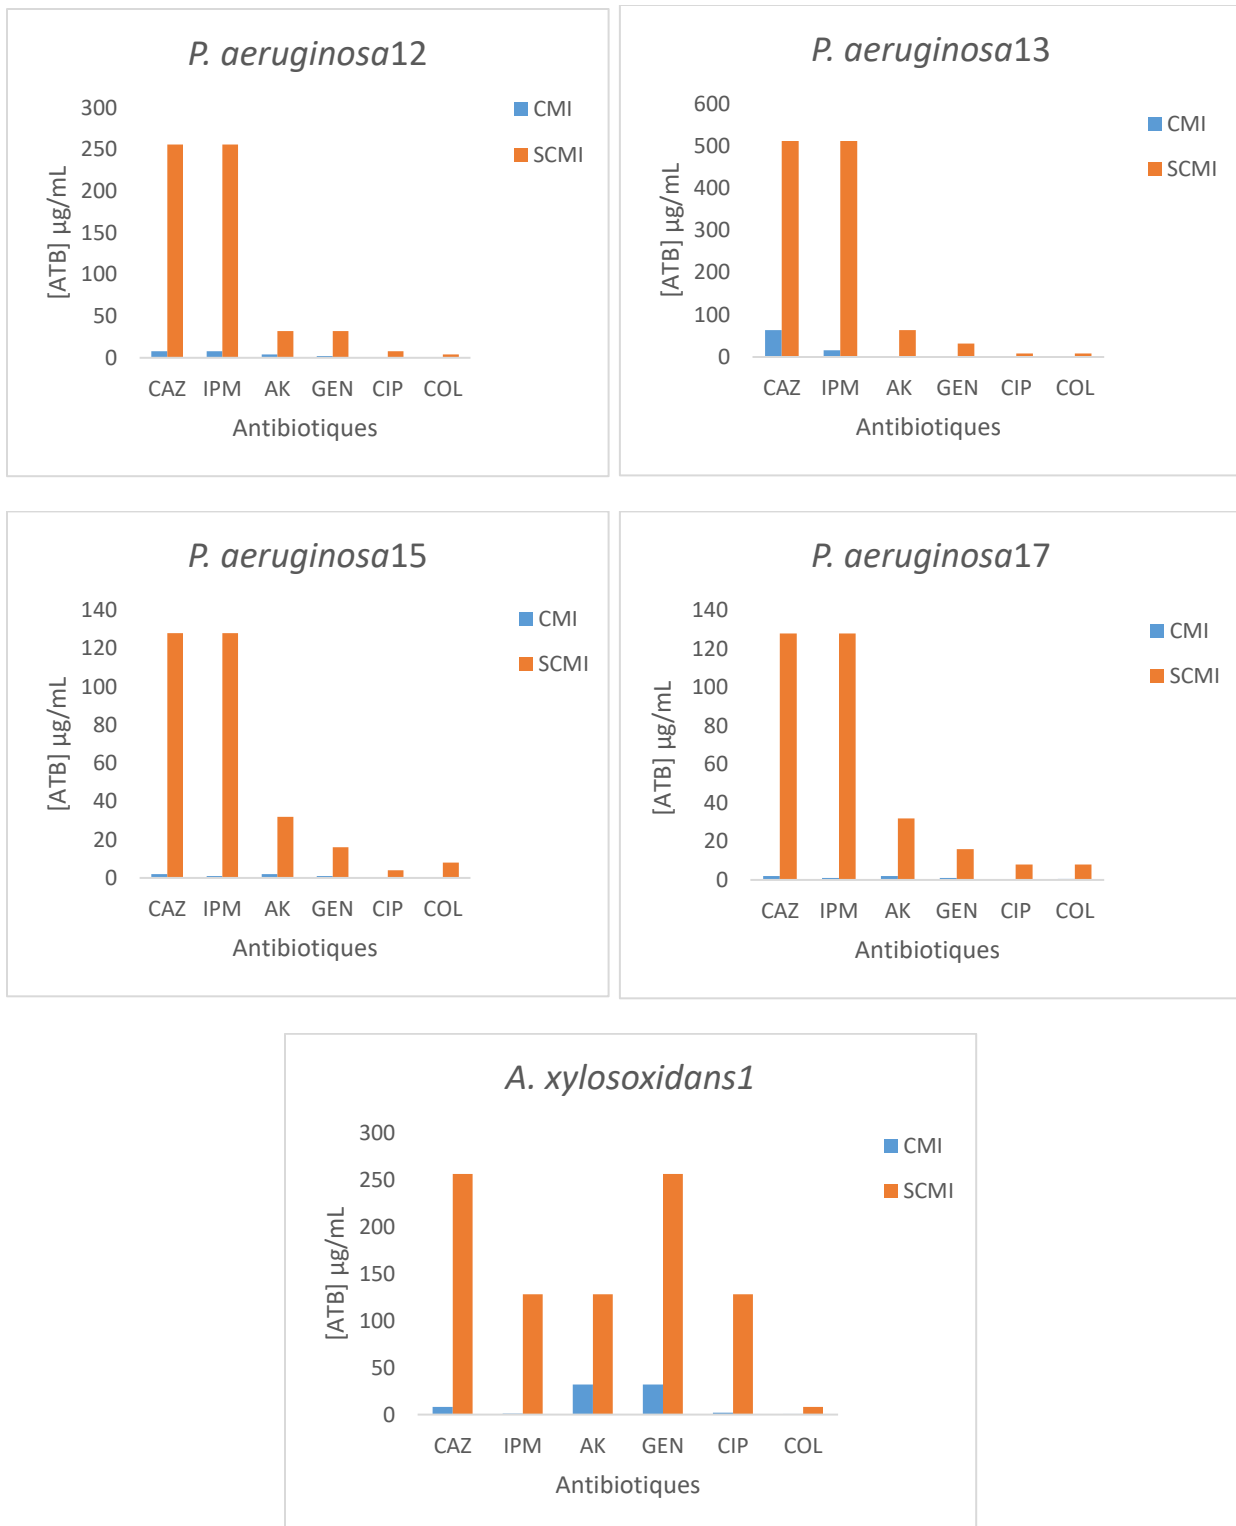 P. aeruginosa12
300
250
200
150
100
50
0
[ATB] µg/mL
CAZ IPM AK GEN CIP COL
Antibiotiques
CMI
SCMI
P. aeruginosa13
600
500
400
300
200
100
0
[ATB] µg/mL
CAZ IPM AK GEN CIP COL
Antibiotiques
CMI
SCMI
P. aeruginosa15
140
120
100
80
60
40
20
0
[ATB] µg/mL
CAZ IPM AK GEN CIP COL
Antibiotiques
CMI
SCMI
P. aeruginosa17
140
120
100
80
60
40
20
0
[ATB] µg/mL
CAZ IPM AK GEN CIP COL
Antibiotiques
CMI
SCMI
A. xylosoxidans1
300
250
200
150
100
50
0
[ATB] µg/mL
CAZ IPM AK GEN CIP COL
Antibiotiques
CMI
SCMI